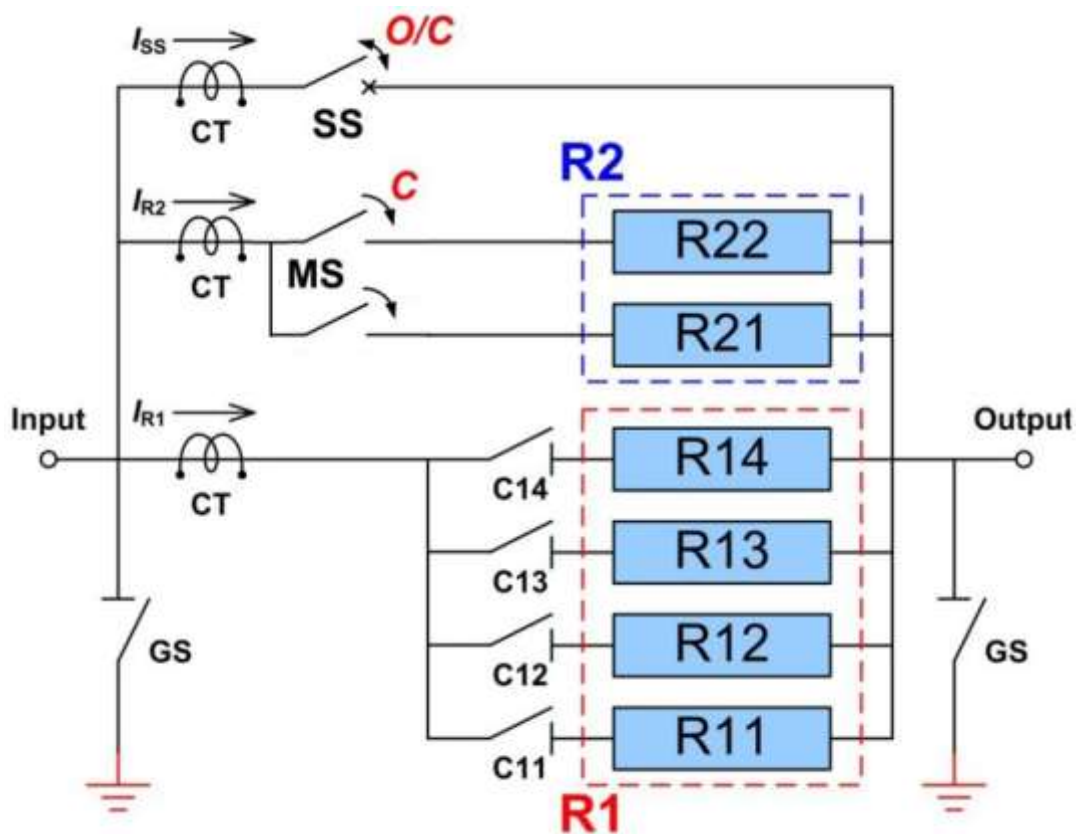 ISS
O/C
CT
SS
R2
IR2
C
R22
CT
MS
R21
Input
IR1
Output
R14
CT
C14
R13
C13
GS
R12
GS
C12
R11
C11
R1